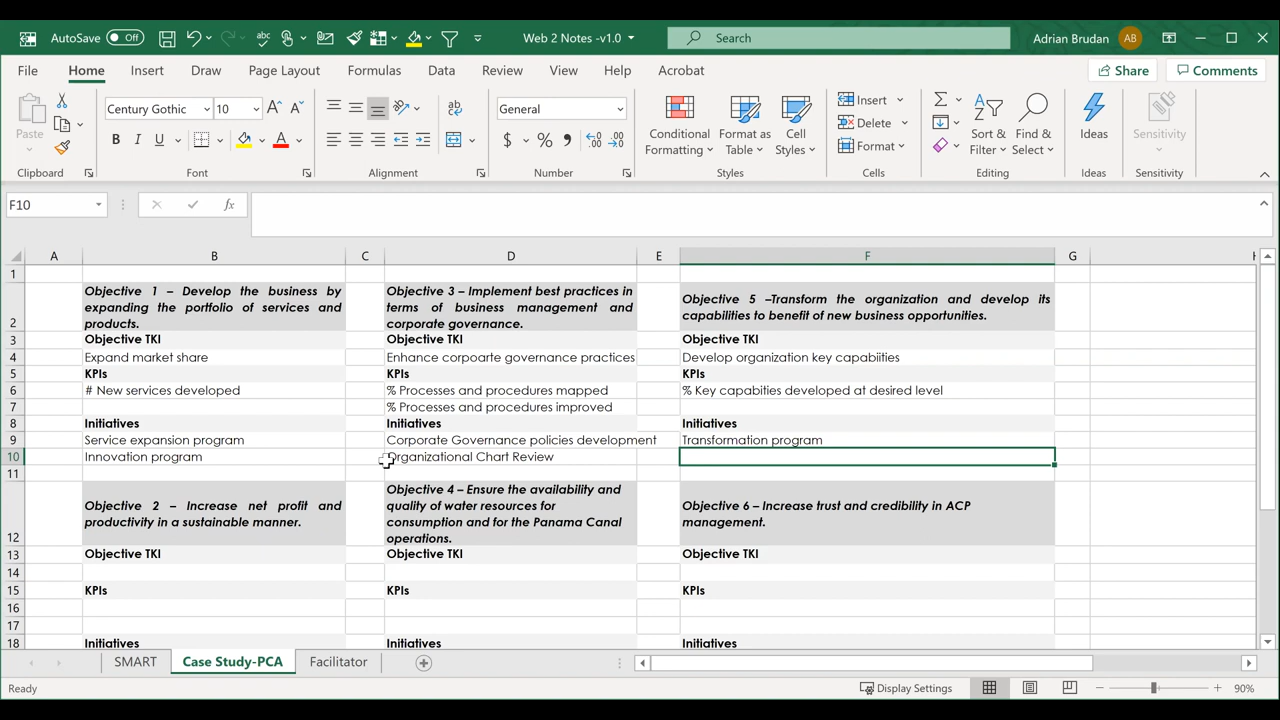 AutoSave Off
Web 2 Notes -v1.0
Search
Adrian Brudan AB
File Home Insert Draw Page Layout Formulas Data Review View Help Acrobat Share Comments
Paste
Century Gothic 10
B I U
General
$ % ,
Conditional Formatting
Format as Table
Cell Styles
Insert
Delete
Format
Sort & Filter
Find & Select
Ideas
Sensitivity
Clipboard Font Alignment Number Styles Cells Editing Ideas Sensitivity
F10 fx
A B C D E F G H
1
2
Objective 1 – Develop the business by
expanding the portfolio of services and
products.
Objective 3 – Implement best practices in
terms of business management and
corporate governance.
Objective 5 –Transform the organization and develop its
capabilities to benefit of new business opportunities.
3 Objective TKI Objective TKI Objective TKI
4 Expand market share Enhance corpoarte governance practices Develop organization key capabiities
5 KPIs KPIs KPIs
6 # New services developed % Processes and procedures mapped % Key capabities developed at desired level
7 % Processes and procedures improved
8 Initiatives Initiatives Initiatives
9 Service expansion program Corporate Governance policies development Transformation program
10 Innovation program Organizational Chart Review
11
12
Objective 2 – Increase net profit and
productivity in a sustainable manner.
Objective 4 – Ensure the availability and
quality of water resources for
consumption and for the Panama Canal
operations.
Objective 6 – Increase trust and credibility in ACP
management.
13 Objective TKI Objective TKI Objective TKI
14
15 KPIs KPIs KPIs
16
17
18 Initiatives Initiatives Initiatives
SMART Case Study-PCA Facilitator
Ready Display Settings 90%